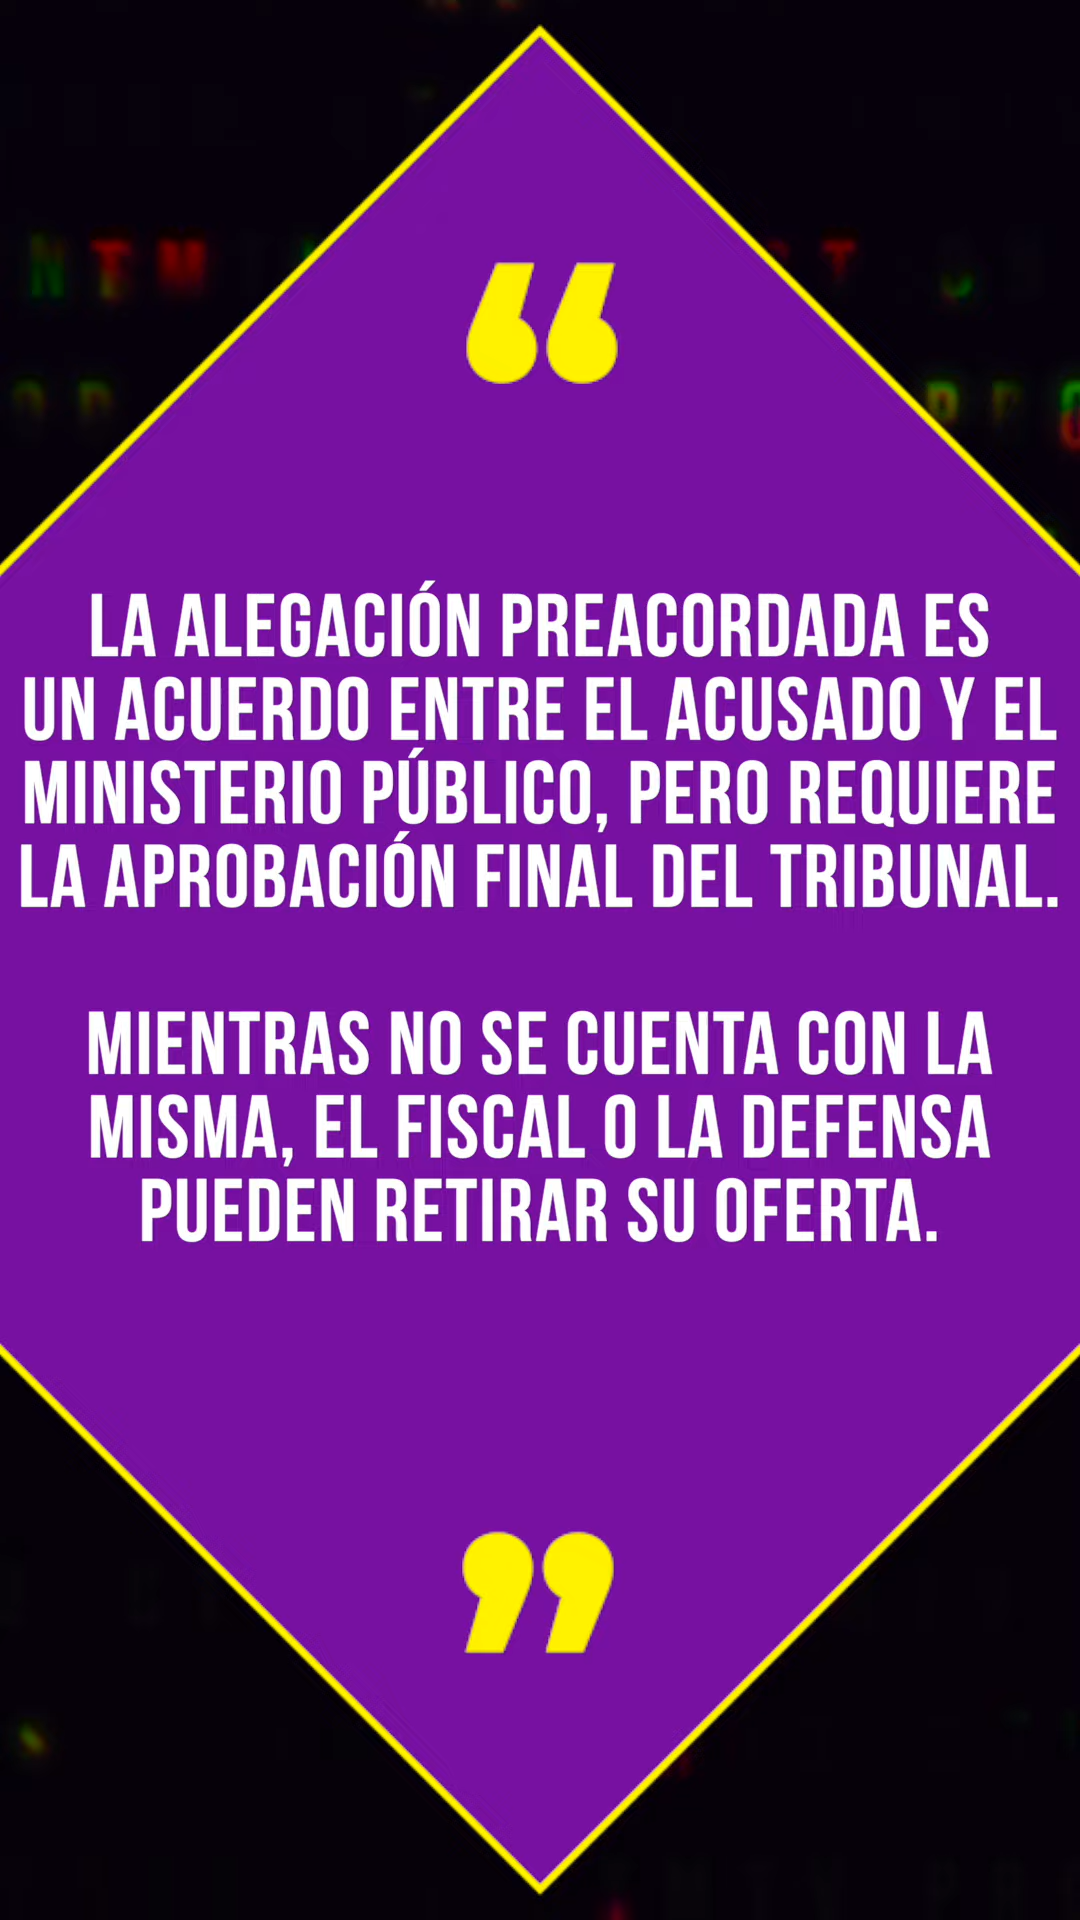 “
LA ALEGACIÓN PREACORDADA ES
UN ACUERDO ENTRE EL ACUSADO Y EL
MINISTERIO PÚBLICO, PERO REQUIERE
LA APROBACIÓN FINAL DEL TRIBUNAL.
MIENTRAS NO SE CUENTA CON LA
MISMA, EL FISCAL O LA DEFENSA
PUEDEN RETIRAR SU OFERTA.
”